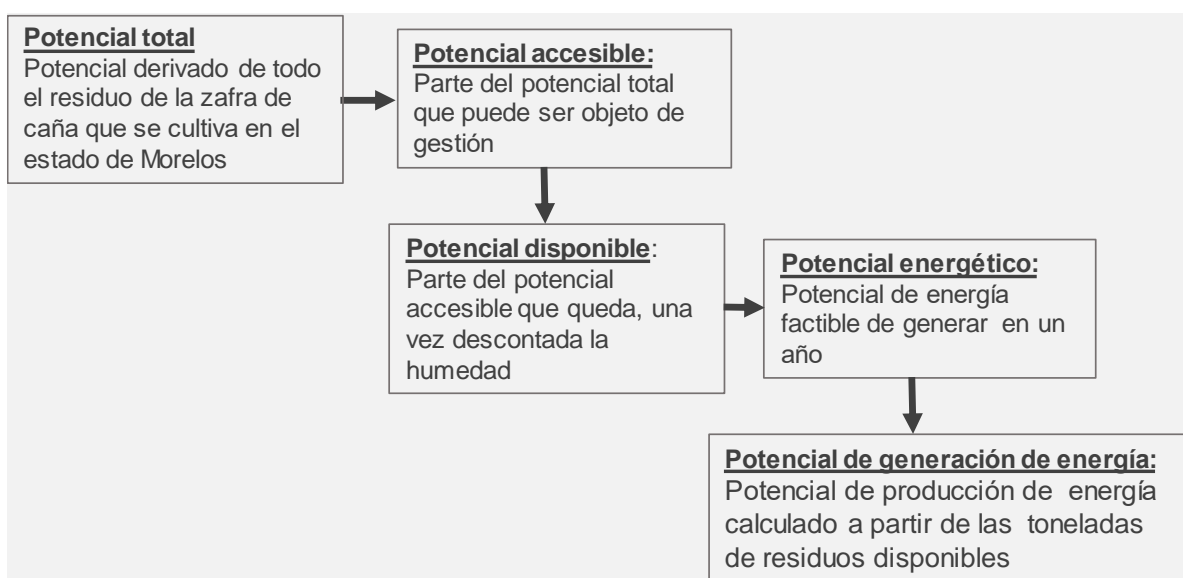 Potencial total
Potencial derivado de todo
el residuo de la zafra de
caña que se cultiva en el
estado de Morelos
Potencial accesible:
Parte del potencial total
que puede ser objeto de
gestión
Potencial disponible:
Parte del potencial
accesible que queda, una
vez descontada la
humedad
Potencial energético:
Potencial de energía
factible de generar en un
año
Potencial de generación de energía:
Potencial de producción de energía
calculado a partir de las toneladas
de residuos disponibles